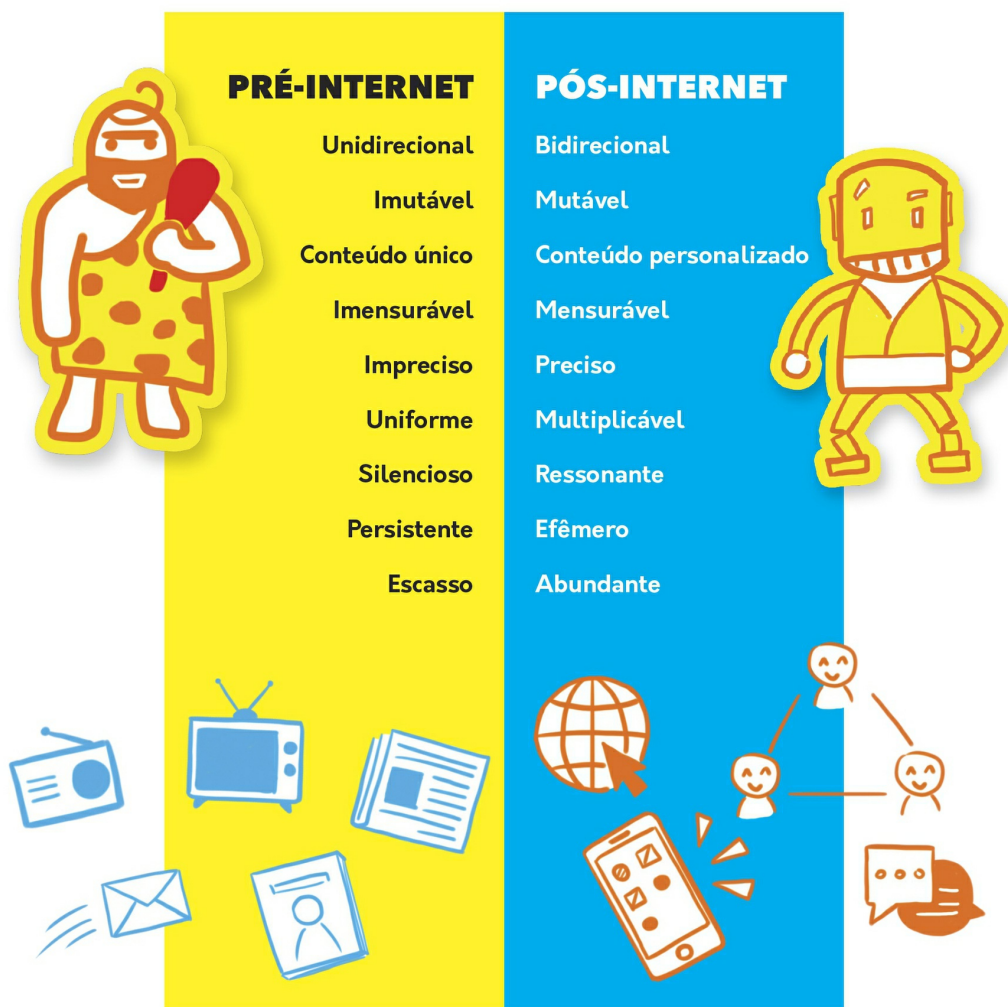 PRÉ-INTERNET
Unidirecional
Imutável
Conteúdo único
Imensurável
Impreciso
Uniforme
Silencioso
Persistente
Escasso
PÓS-INTERNET
Bidirecional
Mutável
Conteúdo personalizado
Mensurável
Preciso
Multiplicável
Ressonante
Efêmero
Abundante